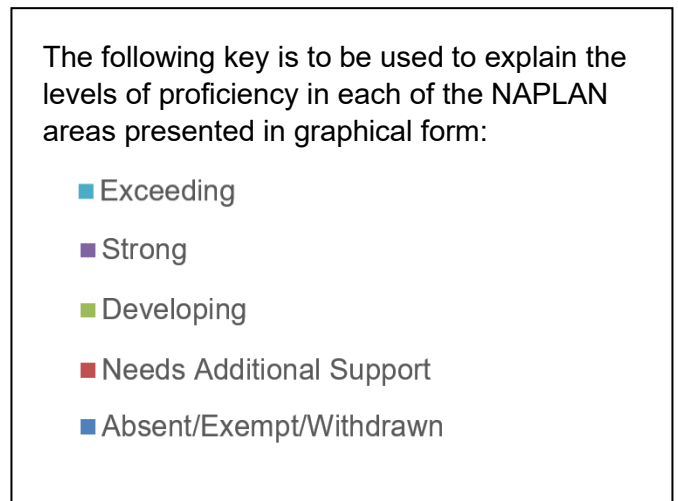 The following key is to be used to explain the
levels of proficiency in each of the NAPLAN
areas presented in graphical form:
Exceeding
Strong
Developing
Needs Additional Support
Absent/Exempt/Withdrawn